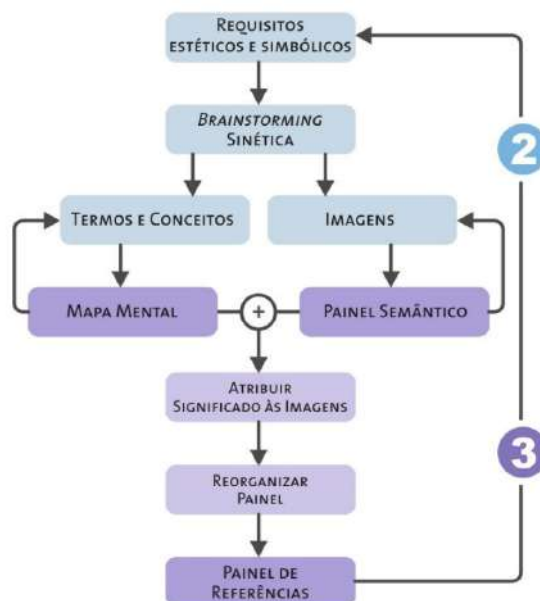 REQUISITOS
ESTÉTICOS E SIMBÓLICOS
BRAINSTORMING
SINÉTICA
2
TERMOS E CONCEITOS
IMAGENS
MAPA MENTAL
+
PAINEL SEMÂNTICO
ATRIBUIR
SIGNIFICADO ÀS IMAGENS
3
REORGANIZAR
PAINEL
PAINEL DE
REFERÊNCIAS